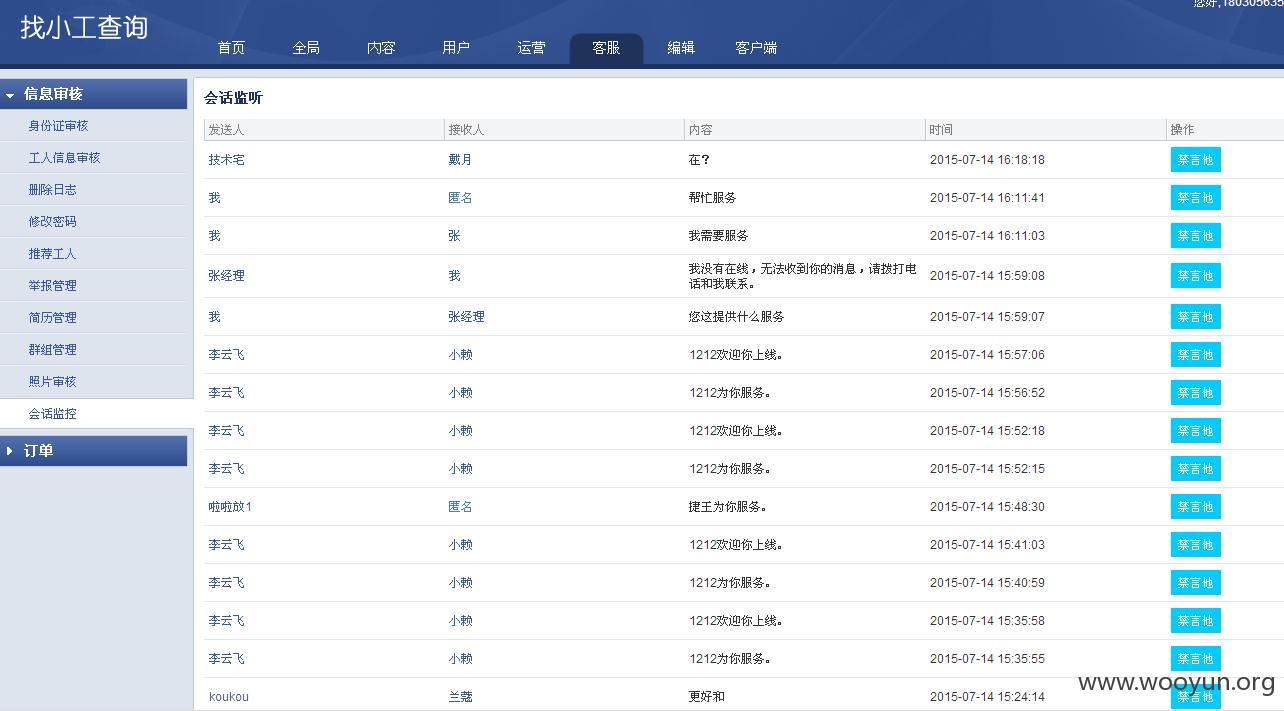 您好,180305635
找小工查询
首页 全局 内容 用户 运营 客服 编辑 客户端
信息审核
身份证审核
工人信息审核
删除日志
修改密码
推荐工人
举报管理
简历管理
群组管理
照片审核
会话监控
订单
会话监听
发送人 接收人 内容 时间 操作
技术宅 戴月 在? 2015-07-14 16:18:18 禁言他
我 匿名 帮忙服务 2015-07-14 16:11:41 禁言他
我 张 我需要服务 2015-07-14 16:11:03 禁言他
张经理 我 我没有在线，无法收到你的消息，请拨打电
话和我联系。 2015-07-14 15:59:08 禁言他
我 张经理 您这提供什么服务 2015-07-14 15:59:07 禁言他
李云飞 小赖 1212欢迎你上线。 2015-07-14 15:57:06 禁言他
李云飞 小赖 1212为你服务。 2015-07-14 15:56:52 禁言他
李云飞 小赖 1212欢迎你上线。 2015-07-14 15:52:18 禁言他
李云飞 小赖 1212为你服务。 2015-07-14 15:52:15 禁言他
啦啦放1 匿名 捷王为你服务。 2015-07-14 15:48:30 禁言他
李云飞 小赖 1212欢迎你上线。 2015-07-14 15:41:03 禁言他
李云飞 小赖 1212为你服务。 2015-07-14 15:40:59 禁言他
李云飞 小赖 1212欢迎你上线。 2015-07-14 15:35:58 禁言他
李云飞 小赖 1212为你服务。 2015-07-14 15:35:55 禁言他
koukou 兰蔻 更好和 2015-07-14 15:24:14 禁言他
www.wooyun.org